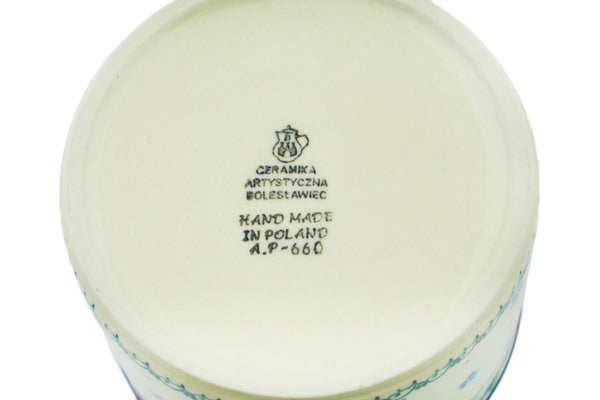 B
CERAMIKA
ARTYSTYCZNA
BOLESŁAWIEC
HAND MADE
IN POLAND
A.P-660